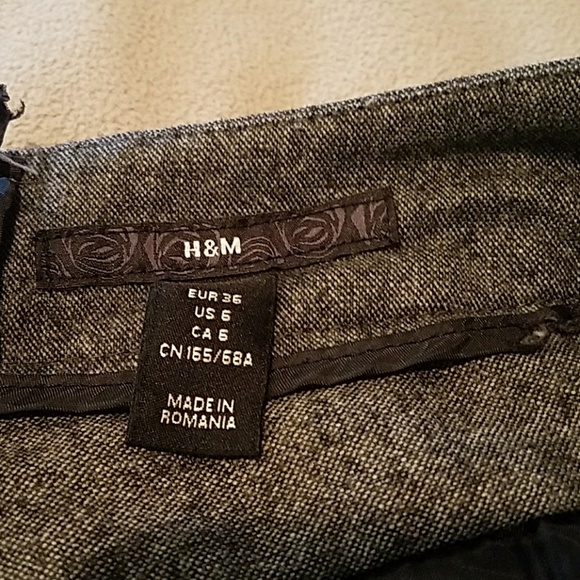 H&M
EUR 36
US 6
CA 6
CN 165/68A
MADE IN
ROMANIA